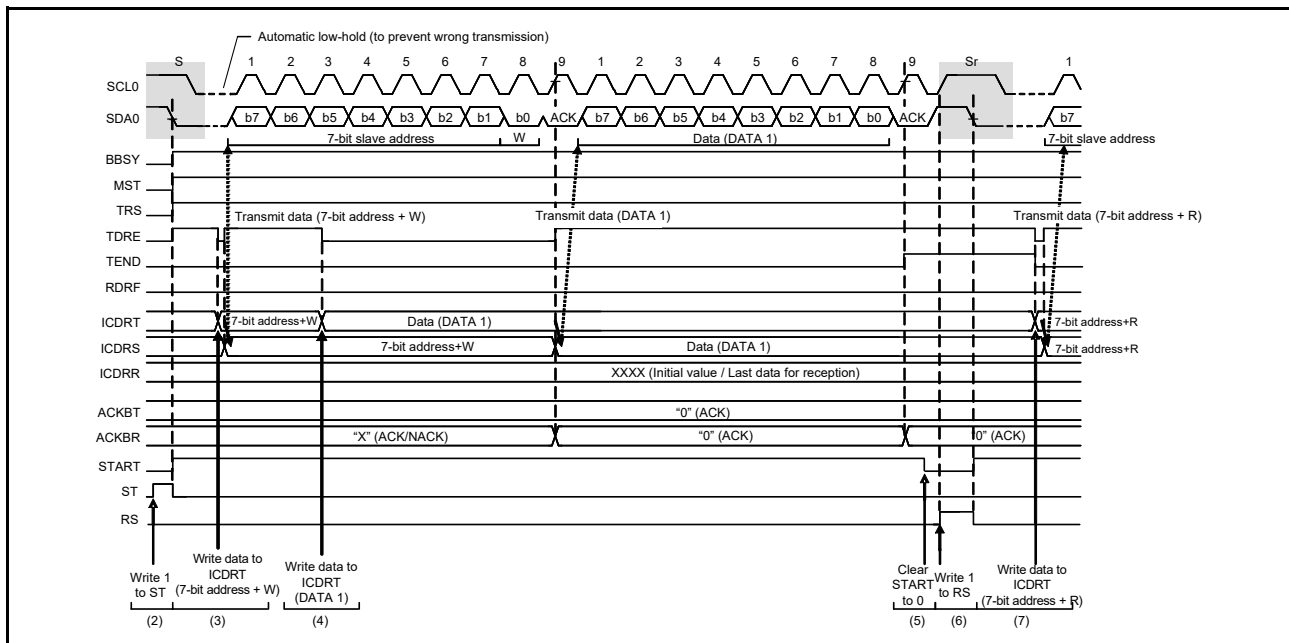 Automatic low-hold (to prevent wrong transmission)
S 1 2 3 4 5 6 7 8 9 1 2 3 4 5 6 7 8 9 Sr 1
SCL0
SDA0 b7 b6 b5 b4 b3 b2 b1 b0 ACK b7 b6 b5 b4 b3 b2 b1 b0 ACK b7
7-bit slave address W Data (DATA 1) 7-bit slave address
BBSY
MST
TRS
Transmit data (7-bit address + W) Transmit data (DATA 1) Transmit data (7-bit address + R)
TDRE
TEND
RDRF
ICDRT 7-bit address+W Data (DATA 1) 7-bit address+R
ICDRS 7-bit address+W Data (DATA 1) 7-bit address+R
ICDRR XXXX (Initial value / Last data for reception)
ACKBT "0" (ACK)
ACKBR "X" (ACK/NACK) "0" (ACK) 0" (ACK)
START
ST
RS
Write 1
to ST
Write data to
ICDRT
(7-bit address + W)
Write data to
ICDRT
(DATA 1)
Clear
START
to 0
Write 1
to RS
Write data to
ICDRT
(7-bit address + R)
(2) (3) (4) (5) (6) (7)